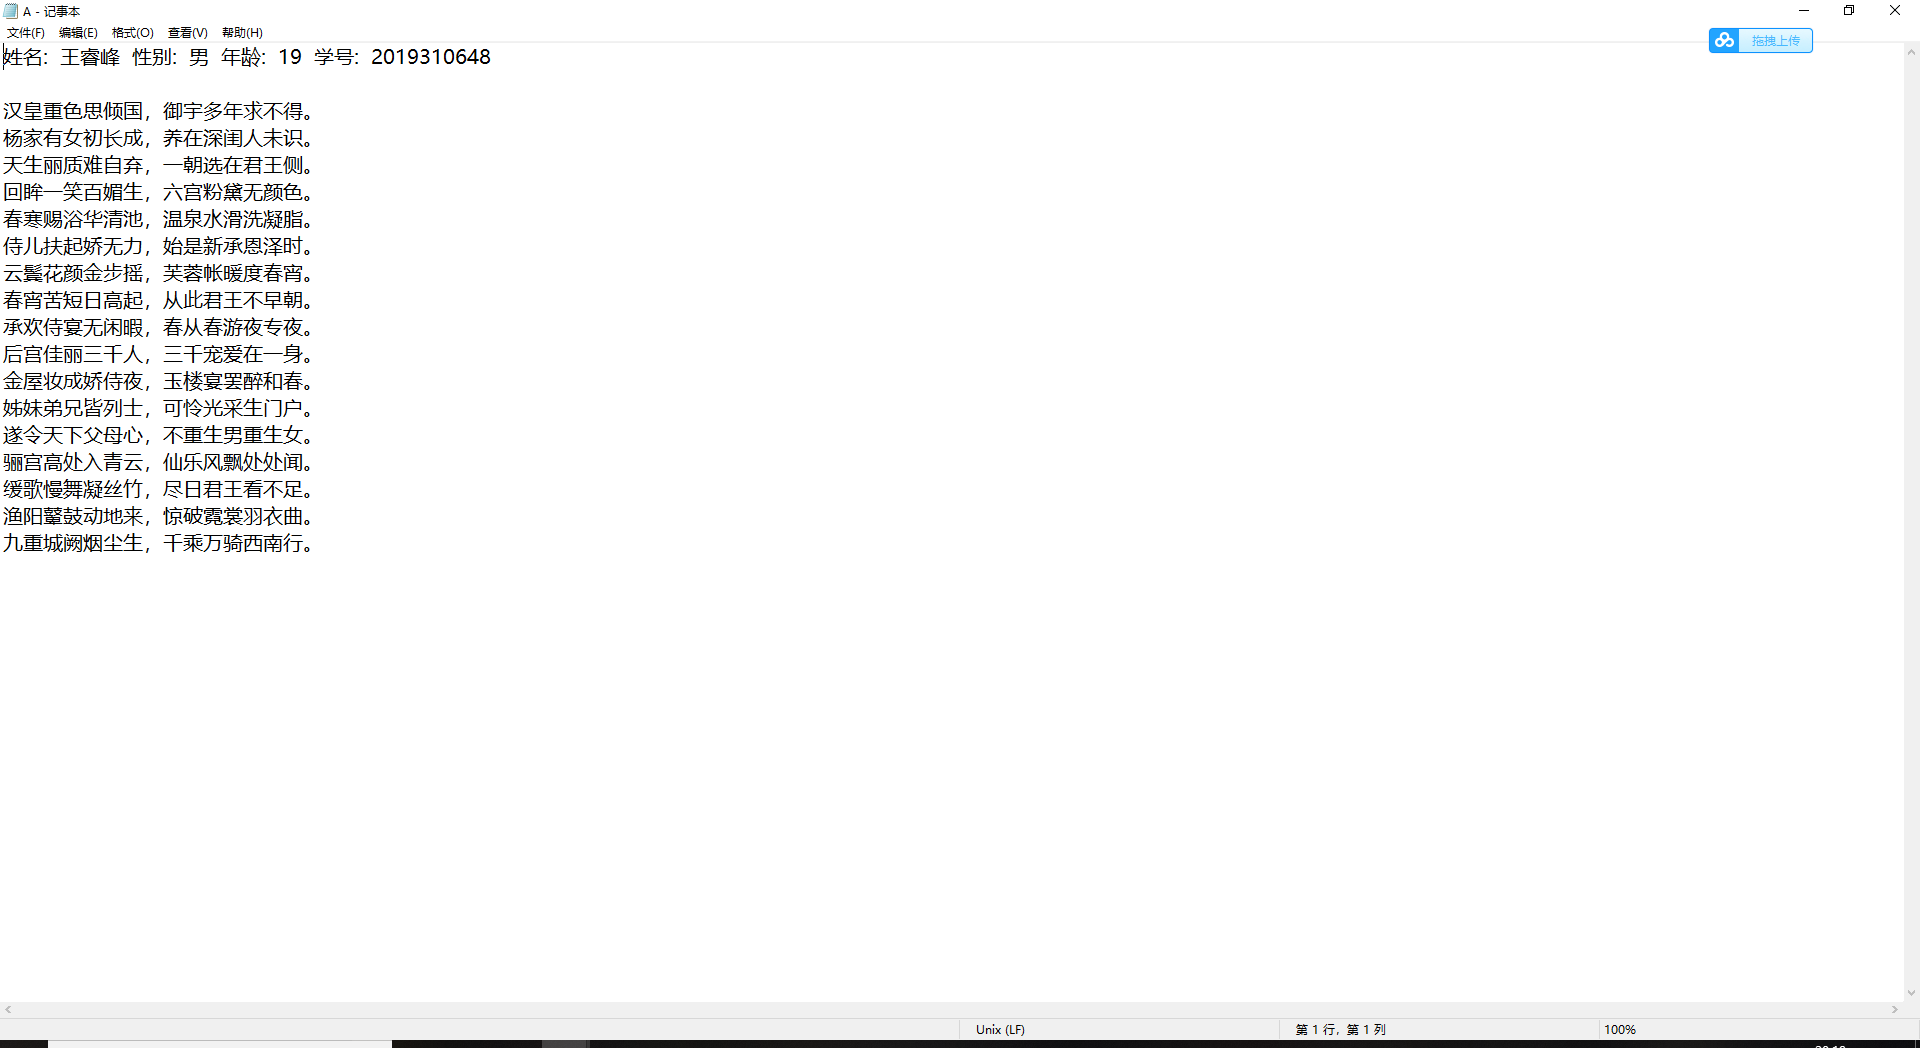 A - 记事本
文件(F) 编辑(E) 格式(O) 查看(V) 帮助(H)
拖拽上传
姓名: 王睿峰 性别: 男 年龄: 19 学号: 2019310648
汉皇重色思倾国，御宇多年求不得。
杨家有女初长成，养在深闺人未识。
天生丽质难自弃，一朝选在君王侧。
回眸一笑百媚生，六宫粉黛无颜色。
春寒赐浴华清池，温泉水滑洗凝脂。
侍儿扶起娇无力，始是新承恩泽时。
云鬓花颜金步摇，芙蓉帐暖度春宵。
春宵苦短日高起，从此君王不早朝。
承欢侍宴无闲暇，春从春游夜专夜。
后宫佳丽三千人，三千宠爱在一身。
金屋妆成娇侍夜，玉楼宴罢醉和春。
姊妹弟兄皆列士，可怜光采生门户。
遂令天下父母心，不重生男重生女。
骊宫高处入青云，仙乐风飘处处闻。
缓歌慢舞凝丝竹，尽日君王看不足。
渔阳鼙鼓动地来，惊破霓裳羽衣曲。
九重城阙烟尘生，千乘万骑西南行。
Unix (LF) 第 1 行，第 1 列 100%